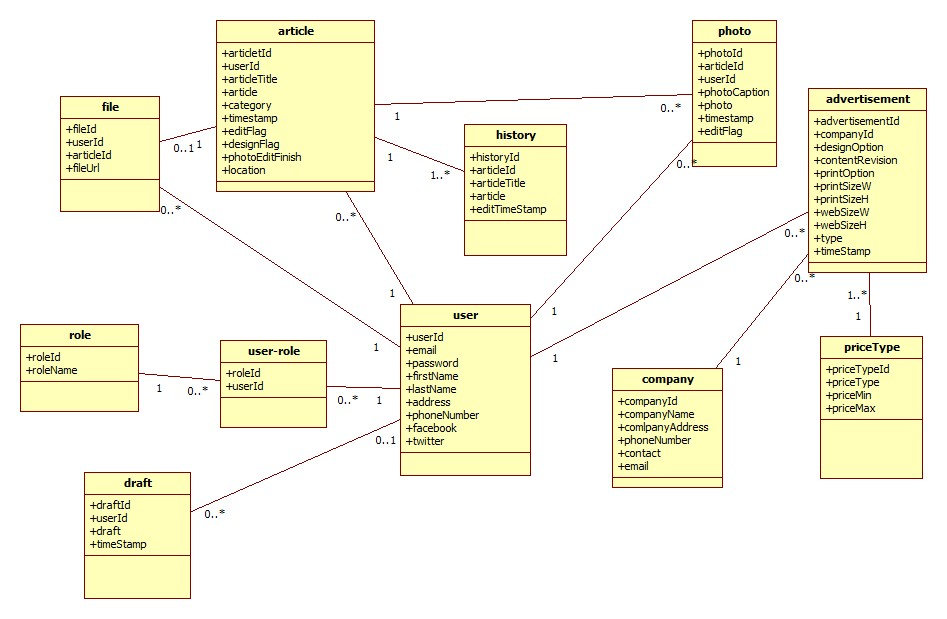 article
+articletId
+userId
+articleTitle
+article
+category
+timestamp
+editFlag
+designFlag
+photoEditFinish
+location
photo
+photoId
+articleId
+userId
+photoCaption
+photo
+timestamp
+editFlag
file
+fileId
+userId
+articleId
+fileUrl
history
+historyId
+articleId
+articleTitle
+article
+editTimeStamp
advertisement
+advertisementId
+companyId
+designOption
+contentRevision
+printOption
+printSizeW
+printSizeH
+webSizeW
+webSizeH
+type
+timeStamp
0..1
1
1
0..*
1
1..*
0..*
0..*
0..*
1
0..*
1
1
1
0..*
1
1..*
1
user
+userId
+email
+password
+firstName
+lastName
+address
+phoneNumber
+facebook
+twitter
role
+roleId
+roleName
user-role
+roleId
+userId
1
0..*
0..*
1
0..1
0..*
company
+companyId
+companyName
+comlpanyAddress
+phoneNumber
+contact
+email
priceType
+priceTypeId
+priceType
+priceMin
+priceMax
draft
+draftId
+userId
+draft
+timeStamp